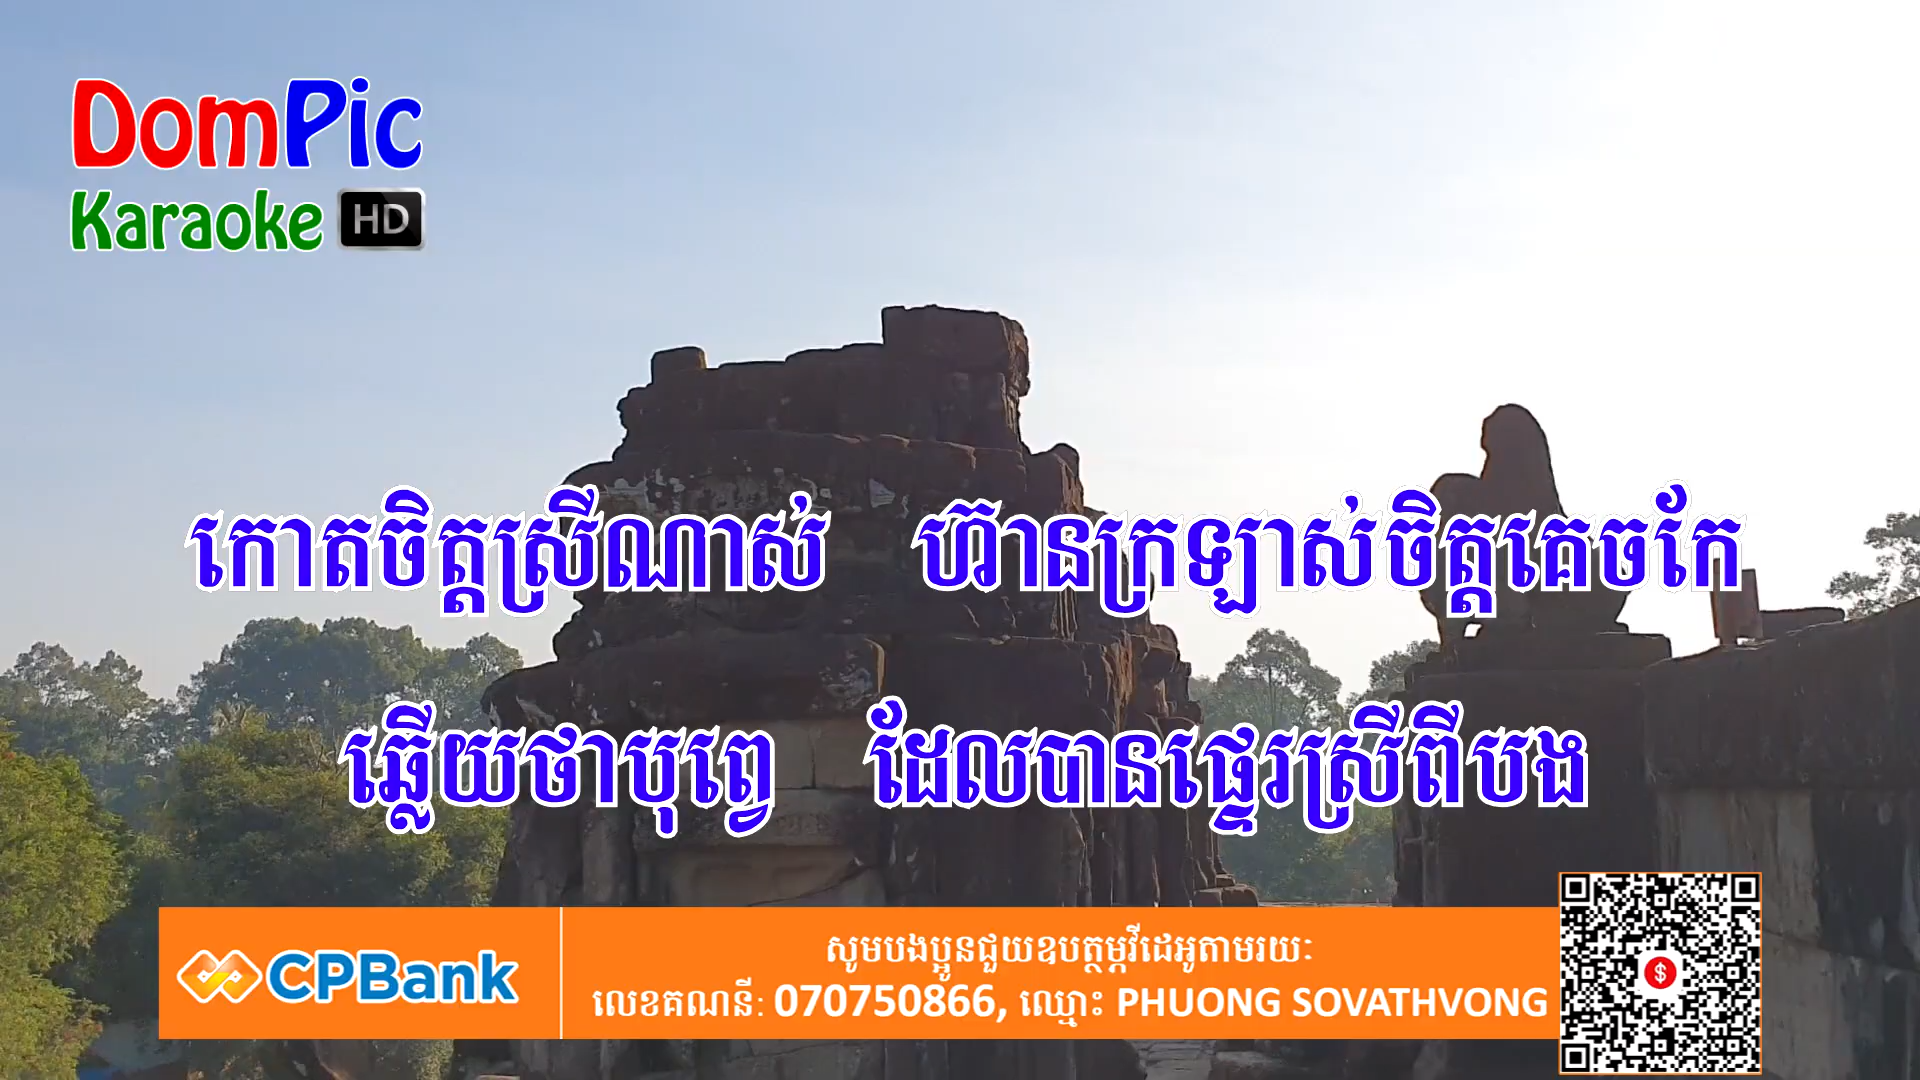 DomPic
Karaoke HD
កោតចិត្តស្រីណាស់ ហ៊ានក្រឡាស់ចិត្តគេចកែ
ឆ្លើយថាបុព្វេ ដែលបានផ្ទេរស្រីពីបង
CPBank
សូមបងប្អូនជួយឧបត្ថម្ភវីដេអូតាមរយៈ
លេខគណនី: 070750866, ឈ្មោះ PHUONG SOVATHVONG